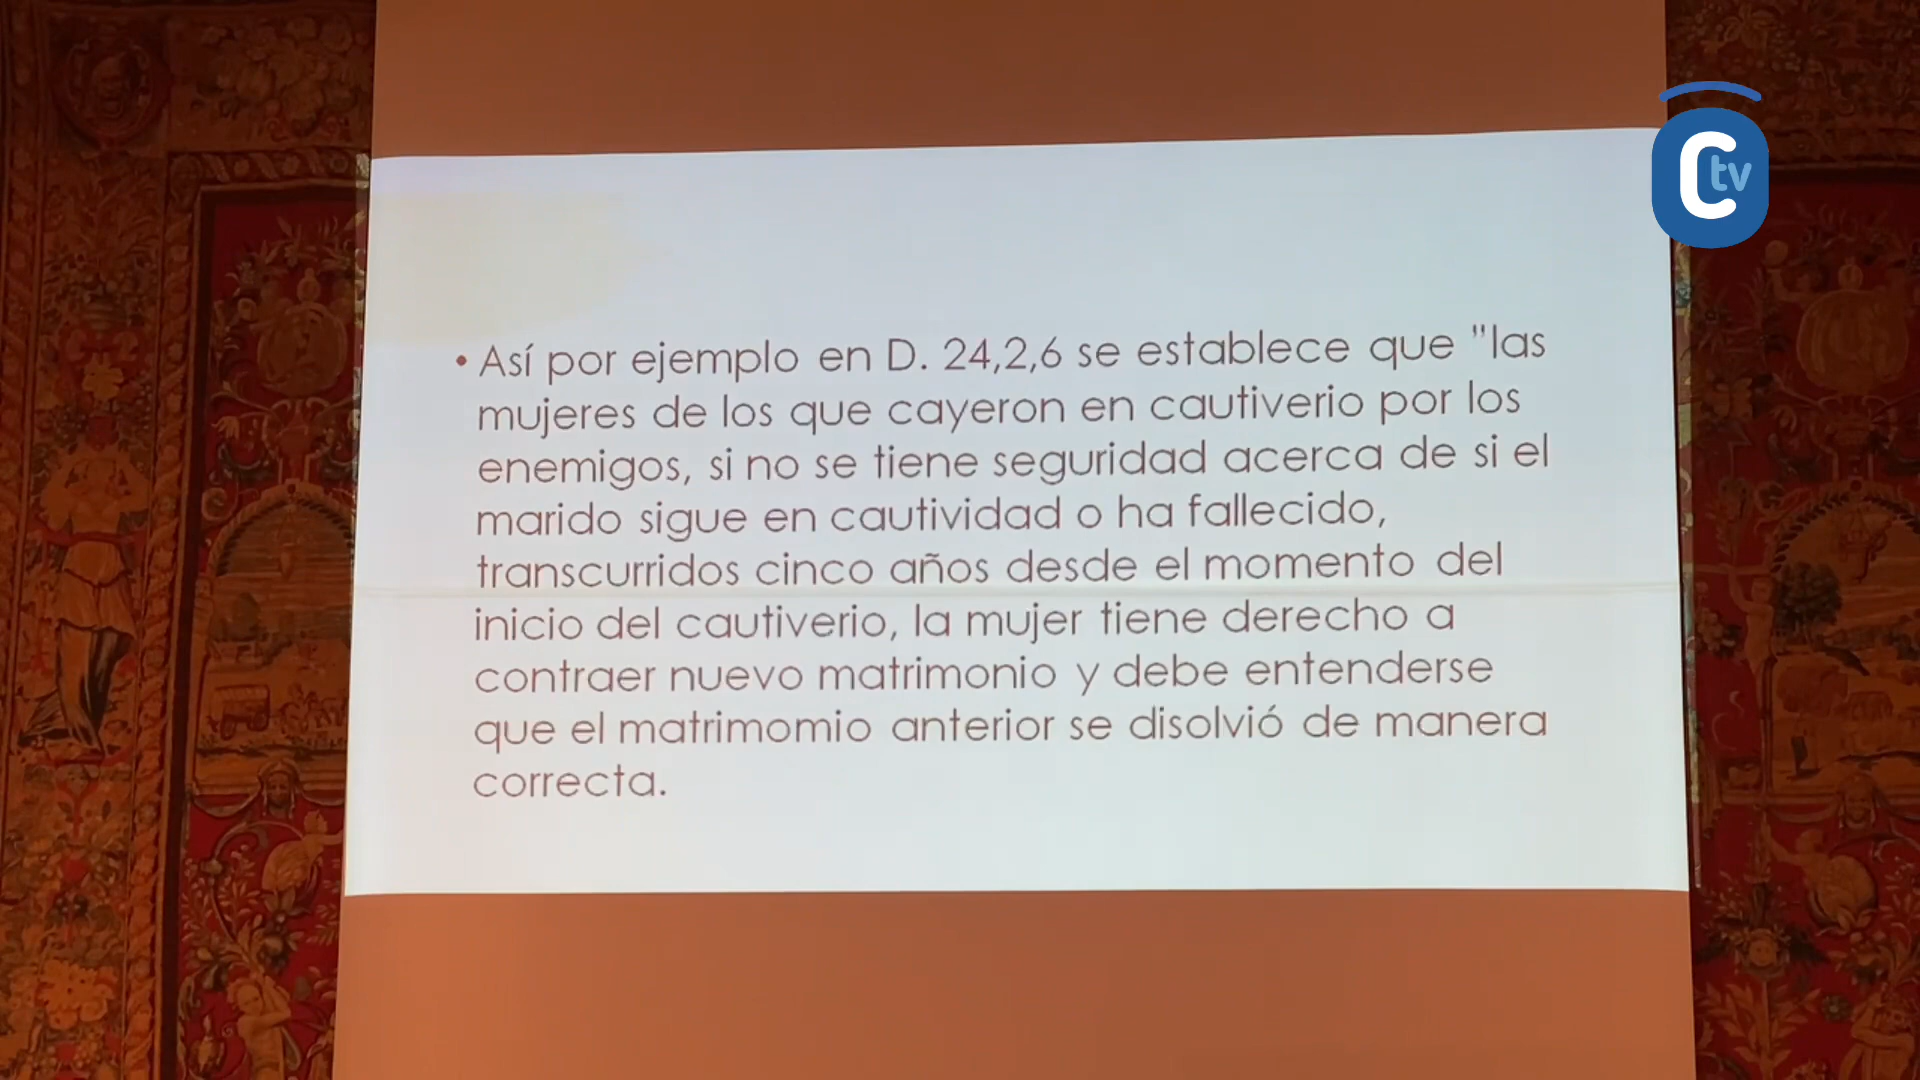 Ctv
• Así por ejemplo en D. 24,2,6 se establece que "las
mujeres de los que cayeron en cautiverio por los
enemigos, si no se tiene seguridad acerca de si el
marido sigue en cautividad o ha fallecido,
transcurridos cinco años desde el momento del
inicio del cautiverio, la mujer tiene derecho a
contraer nuevo matrimonio y debe entenderse
que el matrimomio anterior se disolvió de manera
correcta.